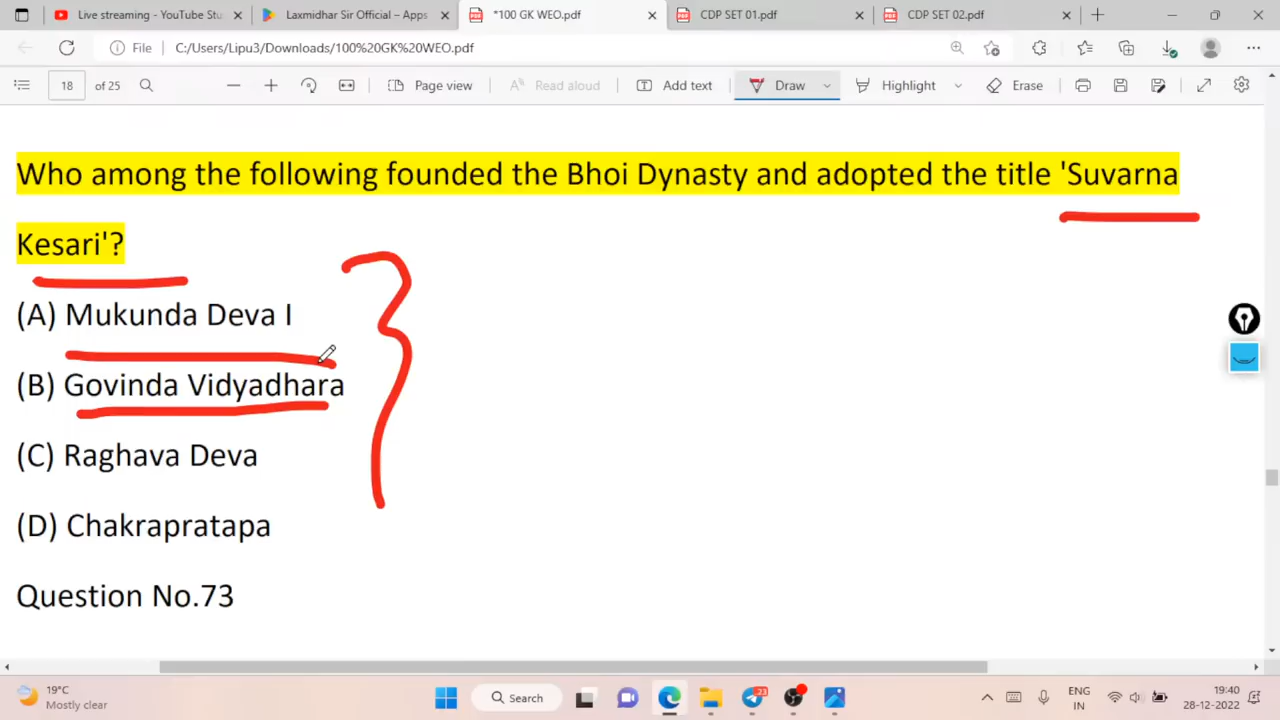 Live streaming - YouTube Stu
Laxmidhar Sir Official – Apps
*100 GK WEO.pdf
CDP SET 01.pdf
CDP SET 02.pdf
File
C:/Users/Lipu3/Downloads/100%20GK%20WEO.pdf
18
of 25
Page view
Read aloud
Add text
Draw
Highlight
Erase
Who among the following founded the Bhoi Dynasty and adopted the title 'Suvarna
Kesari'?
(A) Mukunda Deva I
(B) Govinda Vidyadhara
(C) Raghava Deva
(D) Chakrapratapa
Question No.73
19°C
Mostly clear
Search
23
ENG
IN
19:40
28-12-2022